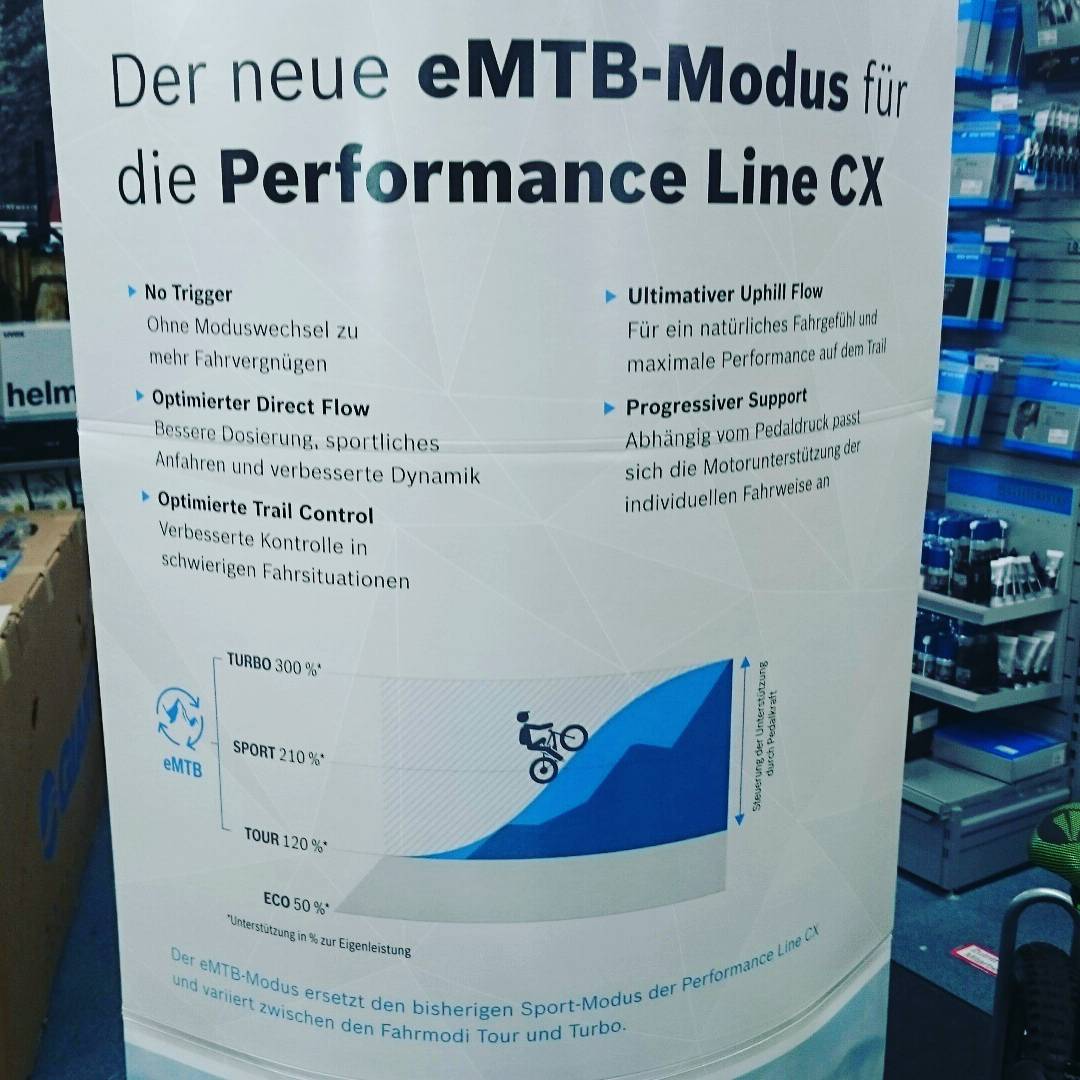 Der neue eMTB-Modus für
die Performance Line CX
No Trigger
Ohne Moduswechsel zu
mehr Fahrvergnügen
Optimierter Direct Flow
Bessere Dosierung, sportliches
Anfahren und verbesserte Dynamik
Optimierte Trail Control
Verbesserte Kontrolle in
schwierigen Fahrsituationen
Ultimativer Uphill Flow
Für ein natürliches Fahrgefühl und
maximale Performance auf dem Trail
Progressiver Support
Abhängig vom Pedaldruck passt
sich die Motorunterstützung der
individuellen Fahrweise an
TURBO 300 %*
SPORT 210 %*
TOUR 120 %*
ECO 50 %*
eMTB
Steuerung der Unterstützung
durch Pedalkraft
*Unterstützung in % zur Eigenleistung
Der eMTB-Modus ersetzt den bisherigen Sport-Modus der Performance Line CX
und variiert zwischen den Fahrmodi Tour und Turbo.
uvex
helm